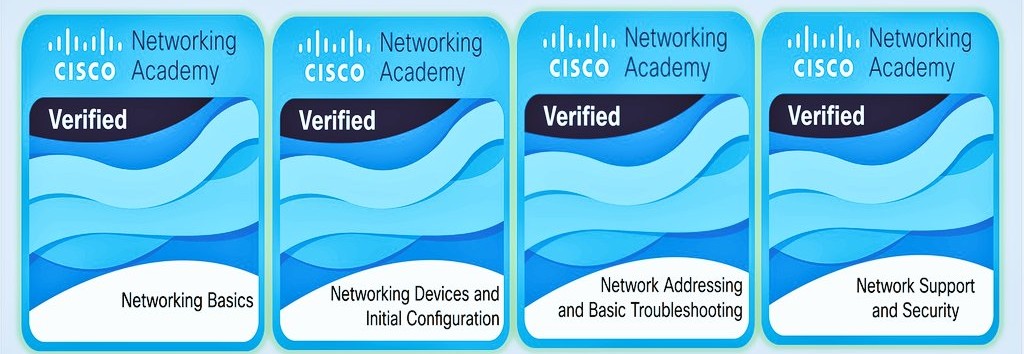 Networking
CISCO Academy
Verified
Networking Basics
Networking
CISCO Academy
Verified
Networking Devices and
Initial Configuration
Networking
CISCO Academy
Verified
Network Addressing
and Basic Troubleshooting
Networking
CISCO Academy
Verified
Network Support
and Security